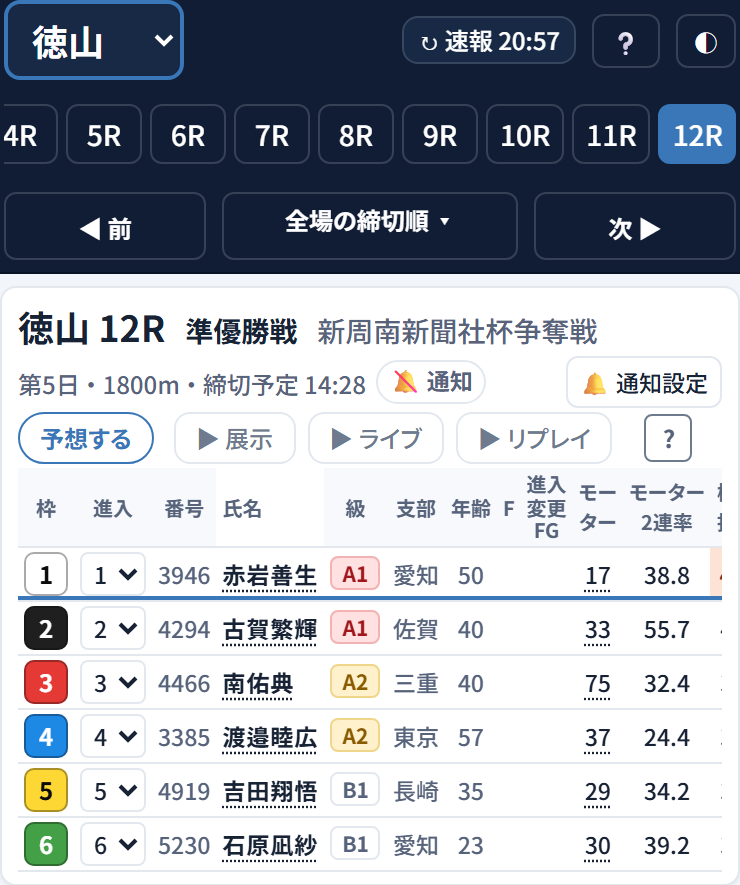 徳山
↻ 速報 20:57
?
4R 5R 6R 7R 8R 9R 10R 11R 12R
◀ 前 全場の締切順 ▼ 次 ▶
徳山 12R 準優勝戦 新周南新聞社杯争奪戦
第5日・1800m・締切予定 14:28 通知 通知設定
予想する ▶ 展示 ▶ ライブ ▶ リプレイ ?
枠 進入 番号 氏名 級 支部 年齢 F 進入変更FG モーター モーター2連率
1 1 3946 赤岩善生 A1 愛知 50 17 38.8
2 2 4294 古賀繁輝 A1 佐賀 40 33 55.7
3 3 4466 南佑典 A2 三重 40 75 32.4
4 4 3385 渡邉睦広 A2 東京 57 37 24.4
5 5 4919 吉田翔悟 B1 長崎 35 29 34.2
6 6 5230 石原凪紗 B1 愛知 23 30 39.2